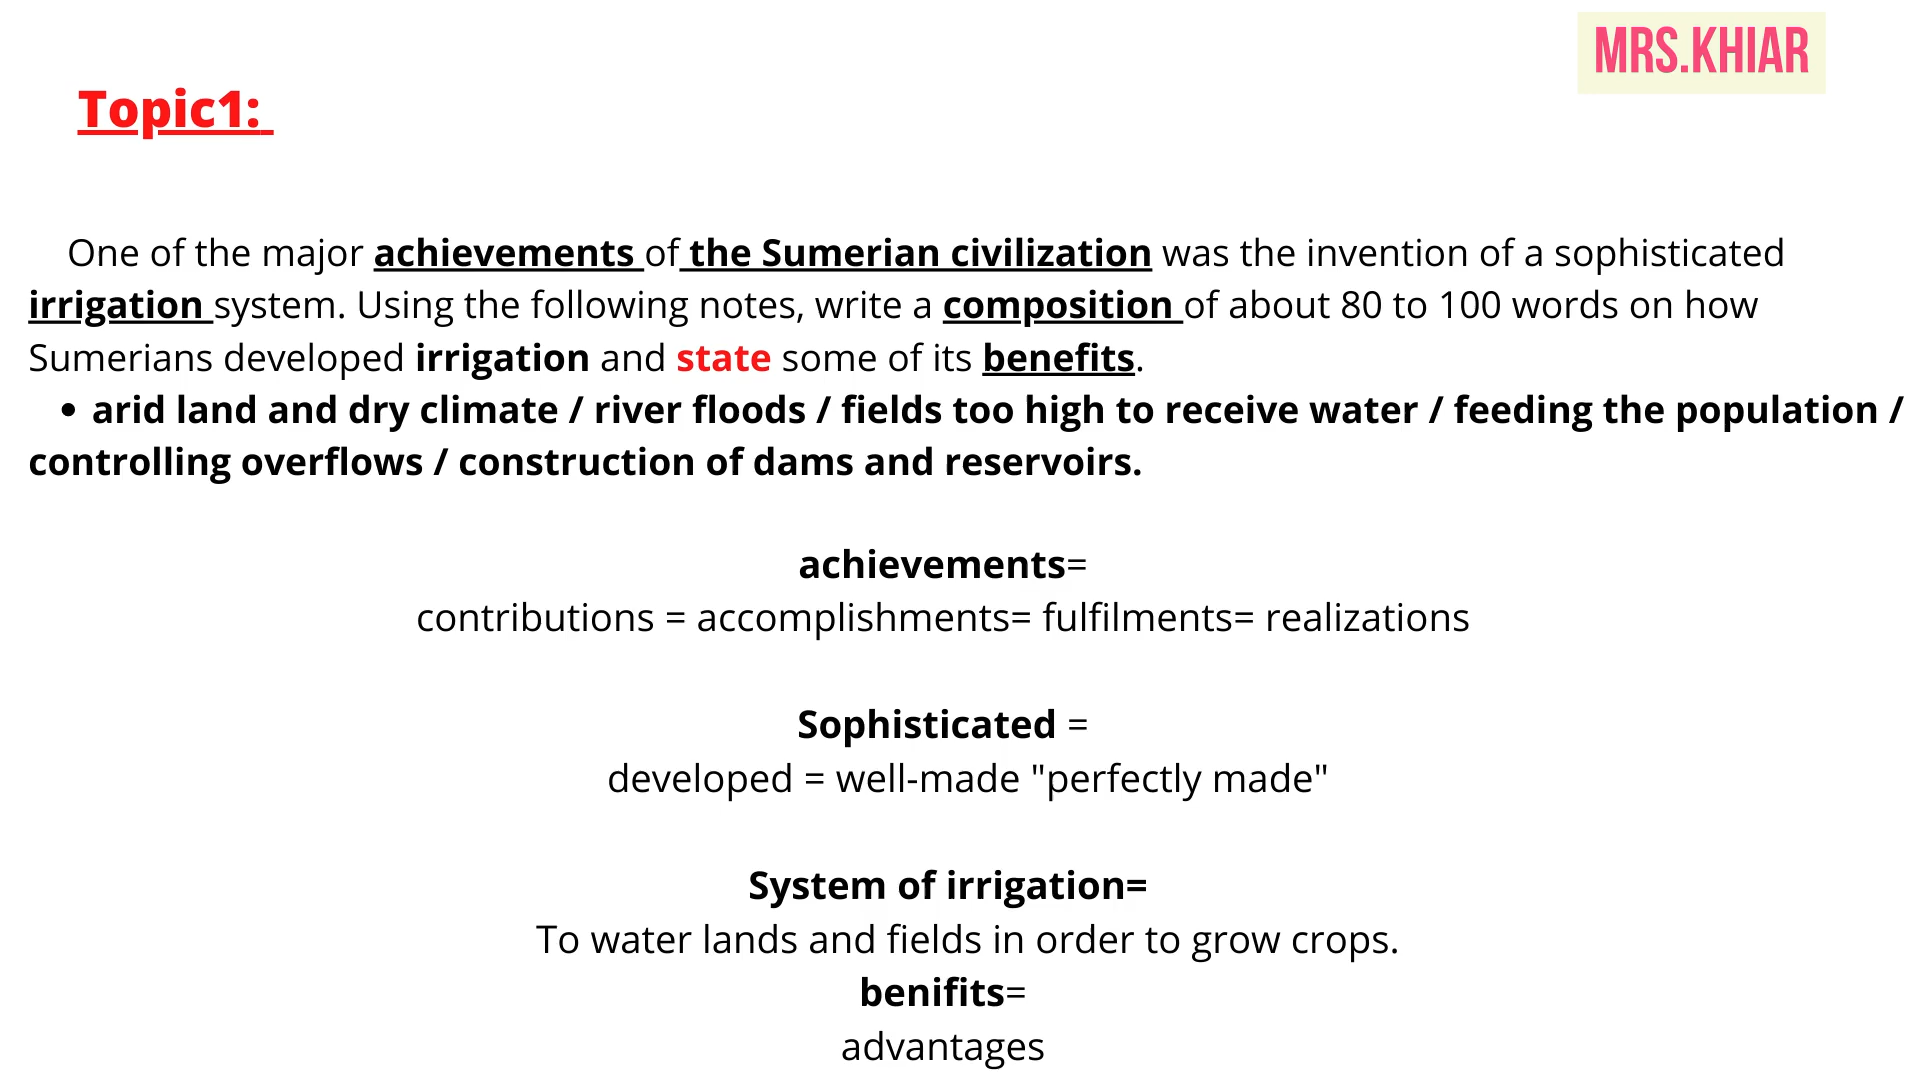 MRS.KHIAR
Topic1:
One of the major achievements of the Sumerian civilization was the invention of a sophisticated
irrigation system. Using the following notes, write a composition of about 80 to 100 words on how
Sumerians developed irrigation and state some of its benefits.
• arid land and dry climate / river floods / fields too high to receive water / feeding the population /
controlling overflows / construction of dams and reservoirs.
achievements=
contributions = accomplishments= fulfilments= realizations
Sophisticated =
developed = well-made "perfectly made"
System of irrigation=
To water lands and fields in order to grow crops.
benifits=
advantages